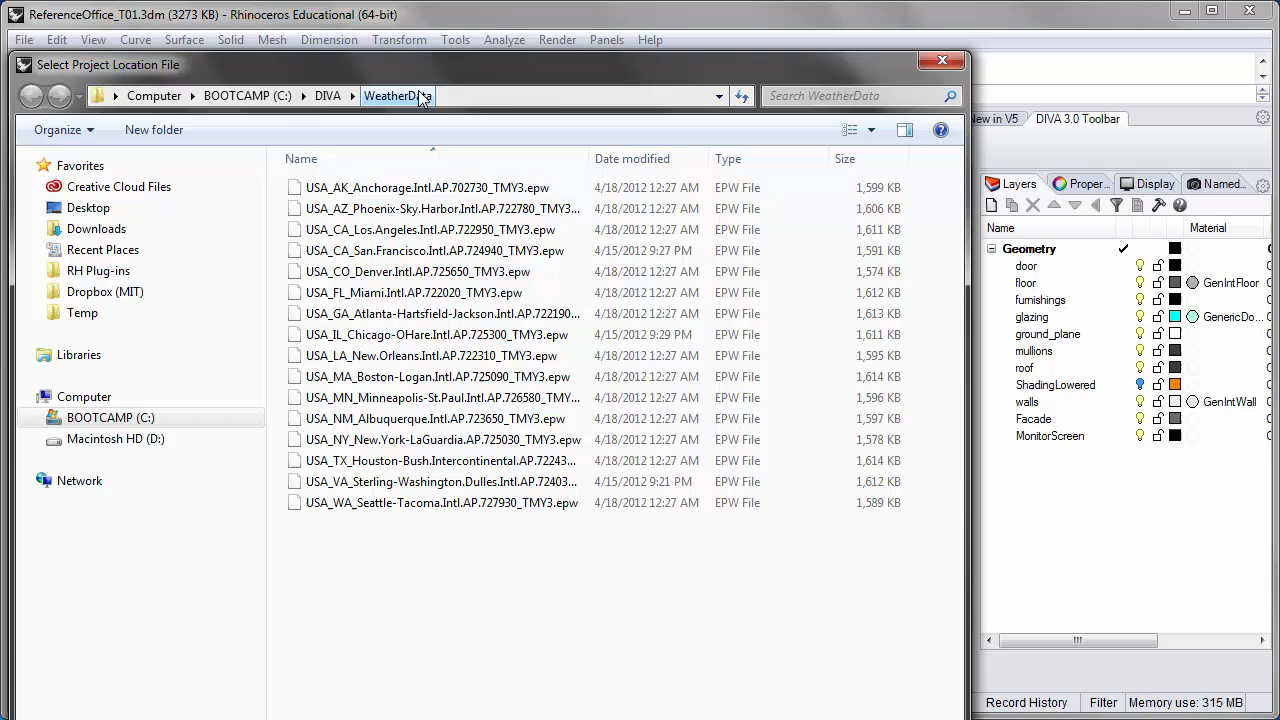 ReferenceOffice_T01.3dm (3273 KB) - Rhinoceros Educational (64-bit)
File Edit View Curve Surface Solid Mesh Dimension Transform Tools Analyze Render Panels Help
Select Project Location File
Computer BOOTCAMP (C:) DIVA WeatherData
Search WeatherData
New in V5 DIVA 3.0 Toolbar
Organize New folder
Name Date modified Type Size
Favorites
Creative Cloud Files
Desktop
Downloads
Recent Places
RH Plug-ins
Dropbox (MIT)
Temp
Libraries
Computer
BOOTCAMP (C:)
Macintosh HD (D:)
Network
USA_AK_Anchorage.Intl.AP.702730_TMY3.epw 4/18/2012 12:27 AM EPW File 1,599 KB
USA_AZ_Phoenix-Sky.Harbor.Intl.AP.722780_TMY3... 4/18/2012 12:27 AM EPW File 1,606 KB
USA_CA_Los.Angeles.Intl.AP.722950_TMY3.epw 4/18/2012 12:27 AM EPW File 1,611 KB
USA_CA_San.Francisco.Intl.AP.724940_TMY3.epw 4/15/2012 9:27 PM EPW File 1,591 KB
USA_CO_Denver.Intl.AP.725650_TMY3.epw 4/18/2012 12:27 AM EPW File 1,574 KB
USA_FL_Miami.Intl.AP.722020_TMY3.epw 4/18/2012 12:27 AM EPW File 1,612 KB
USA_GA_Atlanta-Hartsfield-Jackson.Intl.AP.722190... 4/18/2012 12:27 AM EPW File 1,613 KB
USA_IL_Chicago-OHare.Intl.AP.725300_TMY3.epw 4/15/2012 9:29 PM EPW File 1,611 KB
USA_LA_New.Orleans.Intl.AP.722310_TMY3.epw 4/18/2012 12:27 AM EPW File 1,595 KB
USA_MA_Boston-Logan.Intl.AP.725090_TMY3.epw 4/18/2012 12:27 AM EPW File 1,614 KB
USA_MN_Minneapolis-St.Paul.Intl.AP.726580_TMY... 4/18/2012 12:27 AM EPW File 1,596 KB
USA_NM_Albuquerque.Intl.AP.723650_TMY3.epw 4/18/2012 12:27 AM EPW File 1,597 KB
USA_NY_New.York-LaGuardia.AP.725030_TMY3.epw 4/18/2012 12:27 AM EPW File 1,578 KB
USA_TX_Houston-Bush.Intercontinental.AP.72243... 4/18/2012 12:27 AM EPW File 1,614 KB
USA_VA_Sterling-Washington.Dulles.Intl.AP.72403... 4/15/2012 9:21 PM EPW File 1,612 KB
USA_WA_Seattle-Tacoma.Intl.AP.727930_TMY3.epw 4/18/2012 12:27 AM EPW File 1,589 KB
Layers Proper... Display Named...
Name Material
Geometry
door
floor GenIntFloor
furnishings
glazing GenericDo...
ground_plane
mullions
roof
ShadingLowered
walls GenIntWall
Facade
MonitorScreen
Record History Filter Memory use: 315 MB